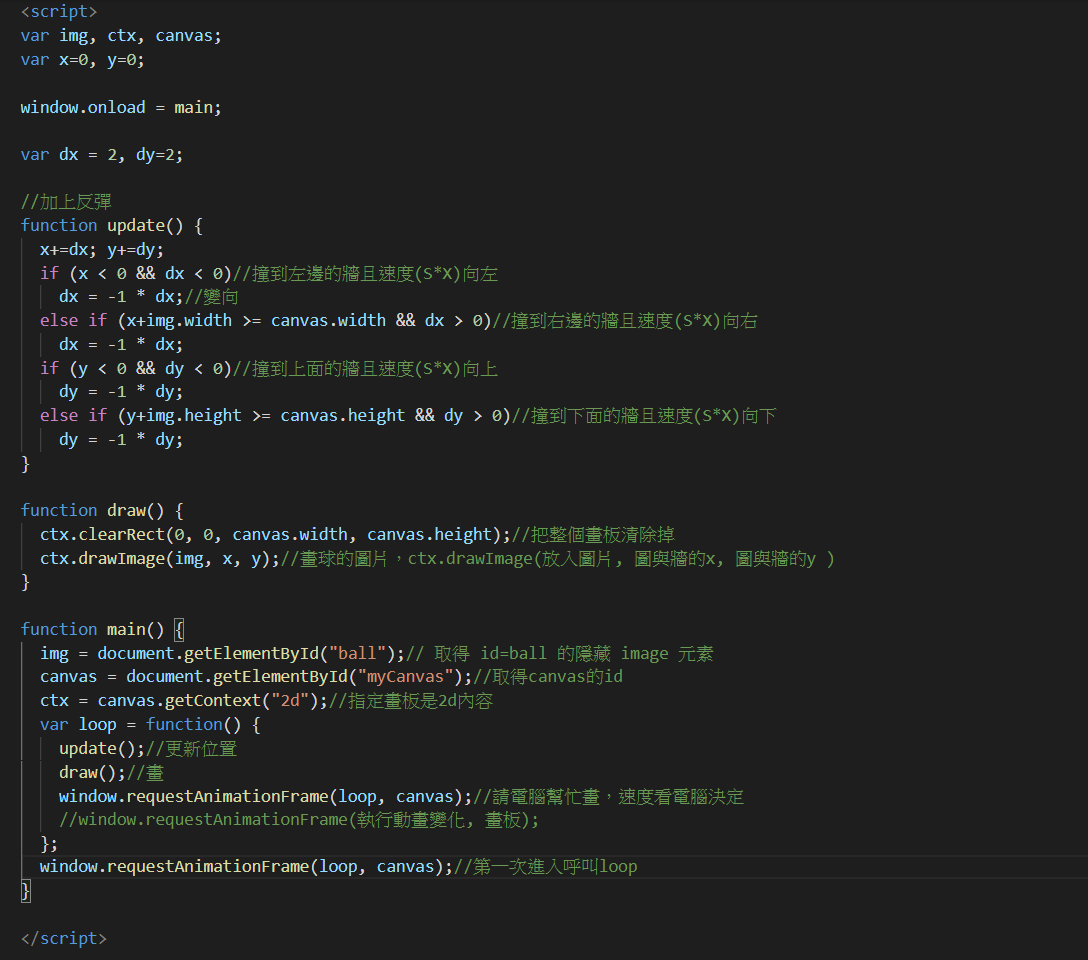 <script>
var img, ctx, canvas;
var x=0, y=0;
window.onload = main;
var dx = 2, dy=2;
//加上反彈
function update() {
x+=dx; y+=dy;
if (x < 0 && dx < 0)//撞到左邊的牆且速度(S*X)向左
dx = -1 * dx;//變向
else if (x+img.width >= canvas.width && dx > 0)//撞到右邊的牆且速度(S*X)向右
dx = -1 * dx;
if (y < 0 && dy < 0)//撞到上面的牆且速度(S*X)向上
dy = -1 * dy;
else if (y+img.height >= canvas.height && dy > 0)//撞到下面的牆且速度(S*X)向下
dy = -1 * dy;
}
function draw() {
ctx.clearRect(0, 0, canvas.width, canvas.height);//把整個畫板清除掉
ctx.drawImage(img, x, y);//畫球的圖片，ctx.drawImage(放入圖片, 圖與牆的x, 圖與牆的y )
}
function main() {
img = document.getElementById("ball");// 取得 id=ball 的隱藏 image 元素
canvas = document.getElementById("myCanvas");//取得canvas的id
ctx = canvas.getContext("2d");//指定畫板是2d內容
var loop = function() {
update();//更新位置
draw();//畫
window.requestAnimationFrame(loop, canvas);//請電腦幫忙畫，速度看電腦決定
//window.requestAnimationFrame(執行動畫變化, 畫板);
};
window.requestAnimationFrame(loop, canvas);//第一次進入呼叫loop
}
</script>